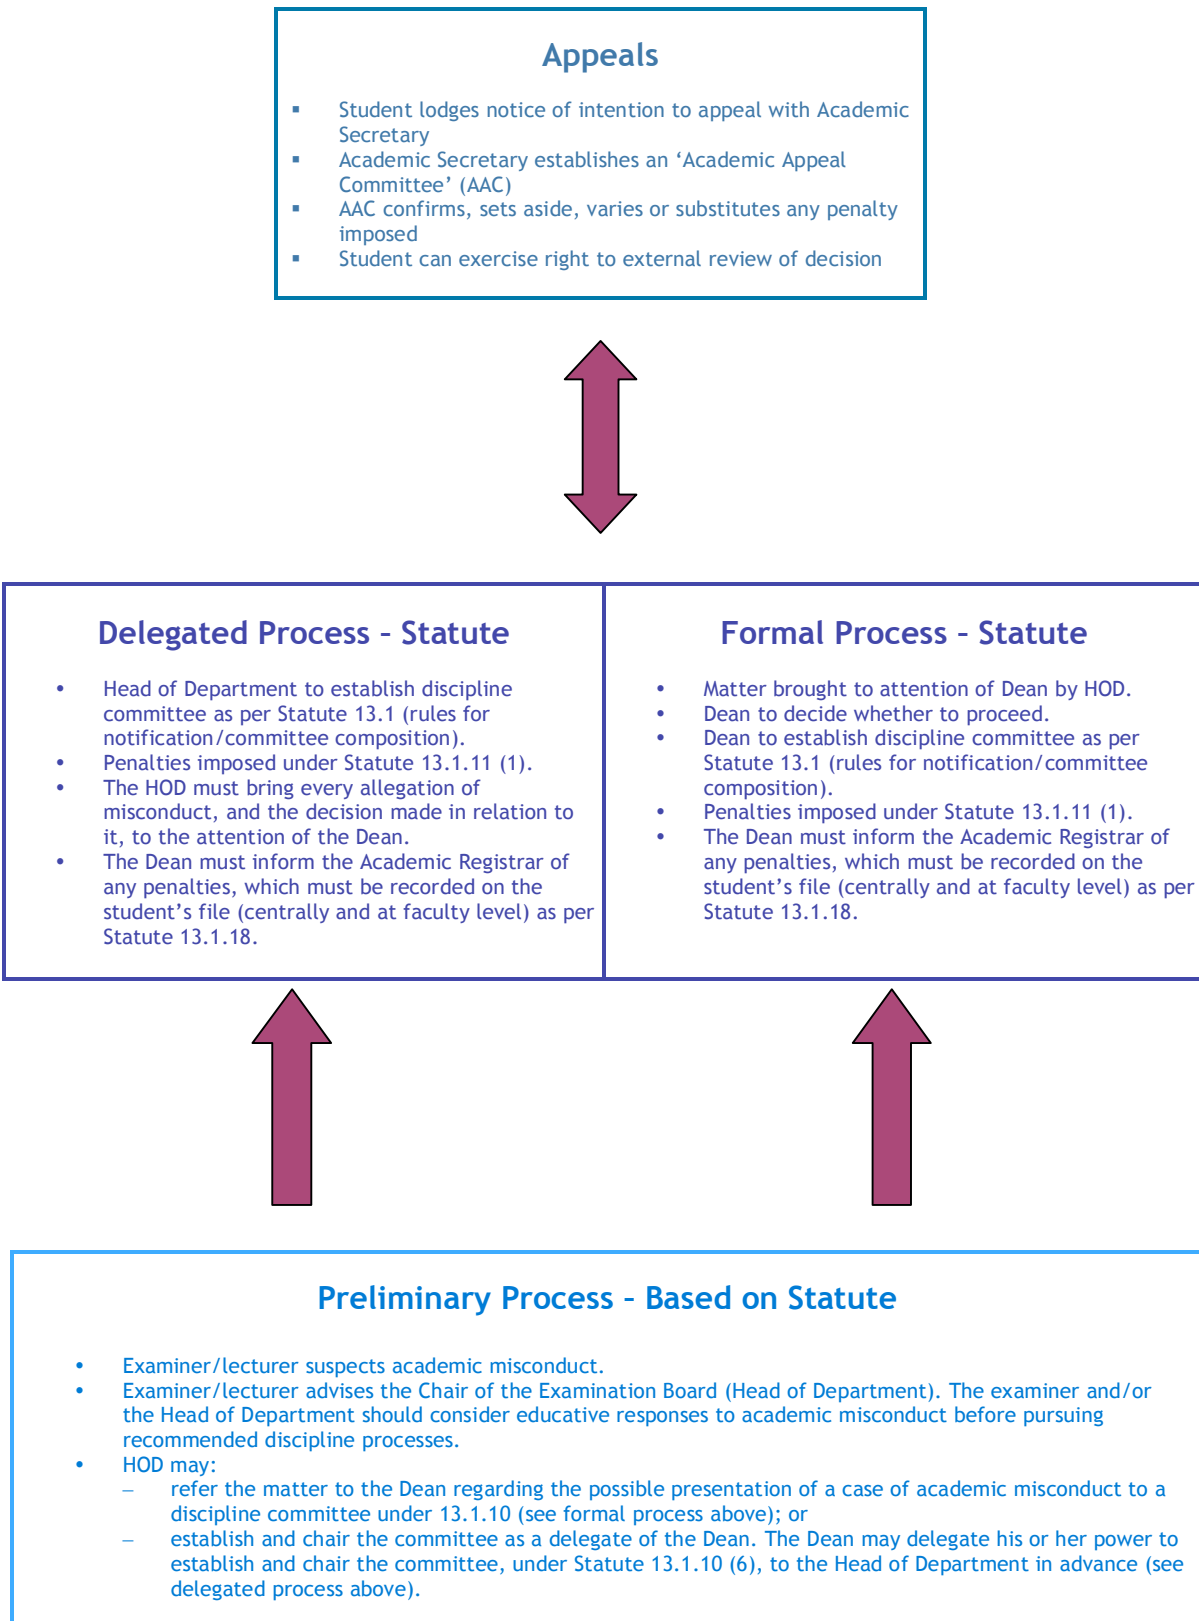 Appeals
▪ Student lodges notice of intention to appeal with Academic
Secretary
▪ Academic Secretary establishes an ‘Academic Appeal
Committee’ (AAC)
▪ AAC confirms, sets aside, varies or substitutes any penalty
imposed
▪ Student can exercise right to external review of decision
Delegated Process – Statute
• Head of Department to establish discipline
committee as per Statute 13.1 (rules for
notification/committee composition).
• Penalties imposed under Statute 13.1.11 (1).
• The HOD must bring every allegation of
misconduct, and the decision made in relation to
it, to the attention of the Dean.
• The Dean must inform the Academic Registrar of
any penalties, which must be recorded on the
student’s file (centrally and at faculty level) as per
Statute 13.1.18.
Formal Process – Statute
• Matter brought to attention of Dean by HOD.
• Dean to decide whether to proceed.
• Dean to establish discipline committee as per
Statute 13.1 (rules for notification/committee
composition).
• Penalties imposed under Statute 13.1.11 (1).
• The Dean must inform the Academic Registrar of
any penalties, which must be recorded on the
student’s file (centrally and at faculty level) as per
Statute 13.1.18.
Preliminary Process – Based on Statute
• Examiner/lecturer suspects academic misconduct.
• Examiner/lecturer advises the Chair of the Examination Board (Head of Department). The examiner and/or
the Head of Department should consider educative responses to academic misconduct before pursuing
recommended discipline processes.
• HOD may:
– refer the matter to the Dean regarding the possible presentation of a case of academic misconduct to a
discipline committee under 13.1.10 (see formal process above); or
– establish and chair the committee as a delegate of the Dean. The Dean may delegate his or her power to
establish and chair the committee, under Statute 13.1.10 (6), to the Head of Department in advance (see
delegated process above).